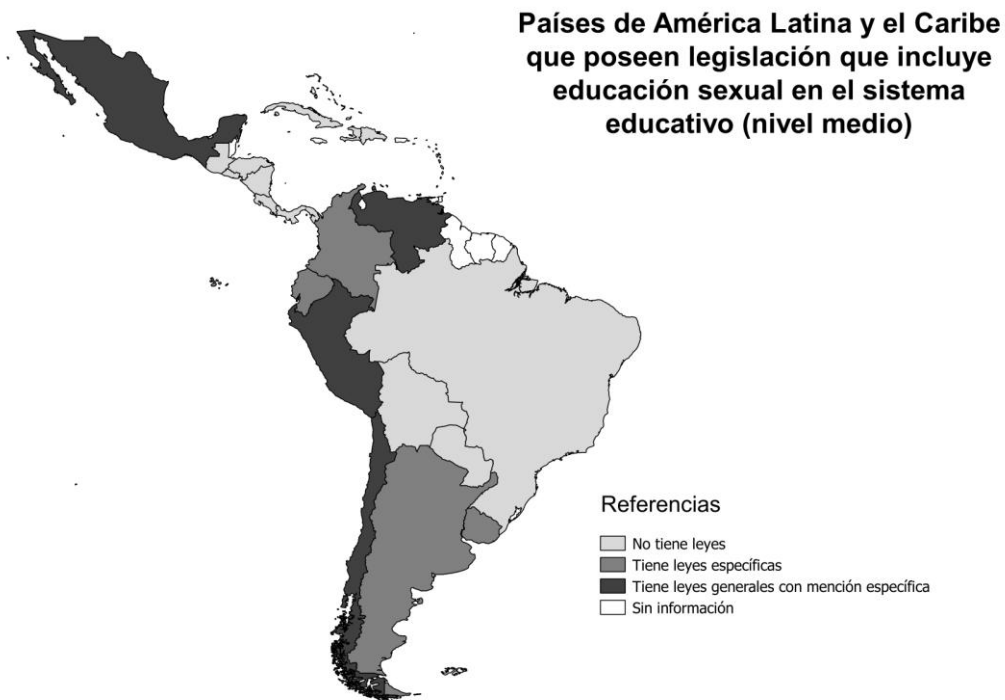 Países de América Latina y el Caribe
que poseen legislación que incluye
educación sexual en el sistema
educativo (nivel medio)
Referencias
No tiene leyes
Tiene leyes específicas
Tiene leyes generales con mención específica
Sin información